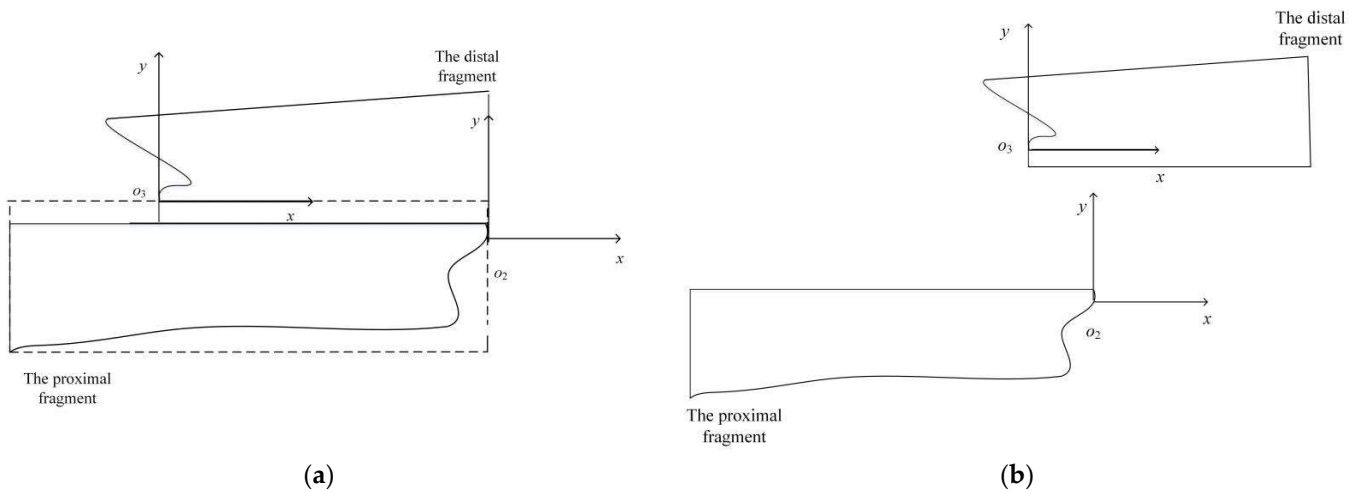 The distal
fragment
y
y
o3
x
x
o2
The proximal
fragment
(a)
The distal
fragment
y
o3
x
y
x
o2
The proximal
fragment
(b)